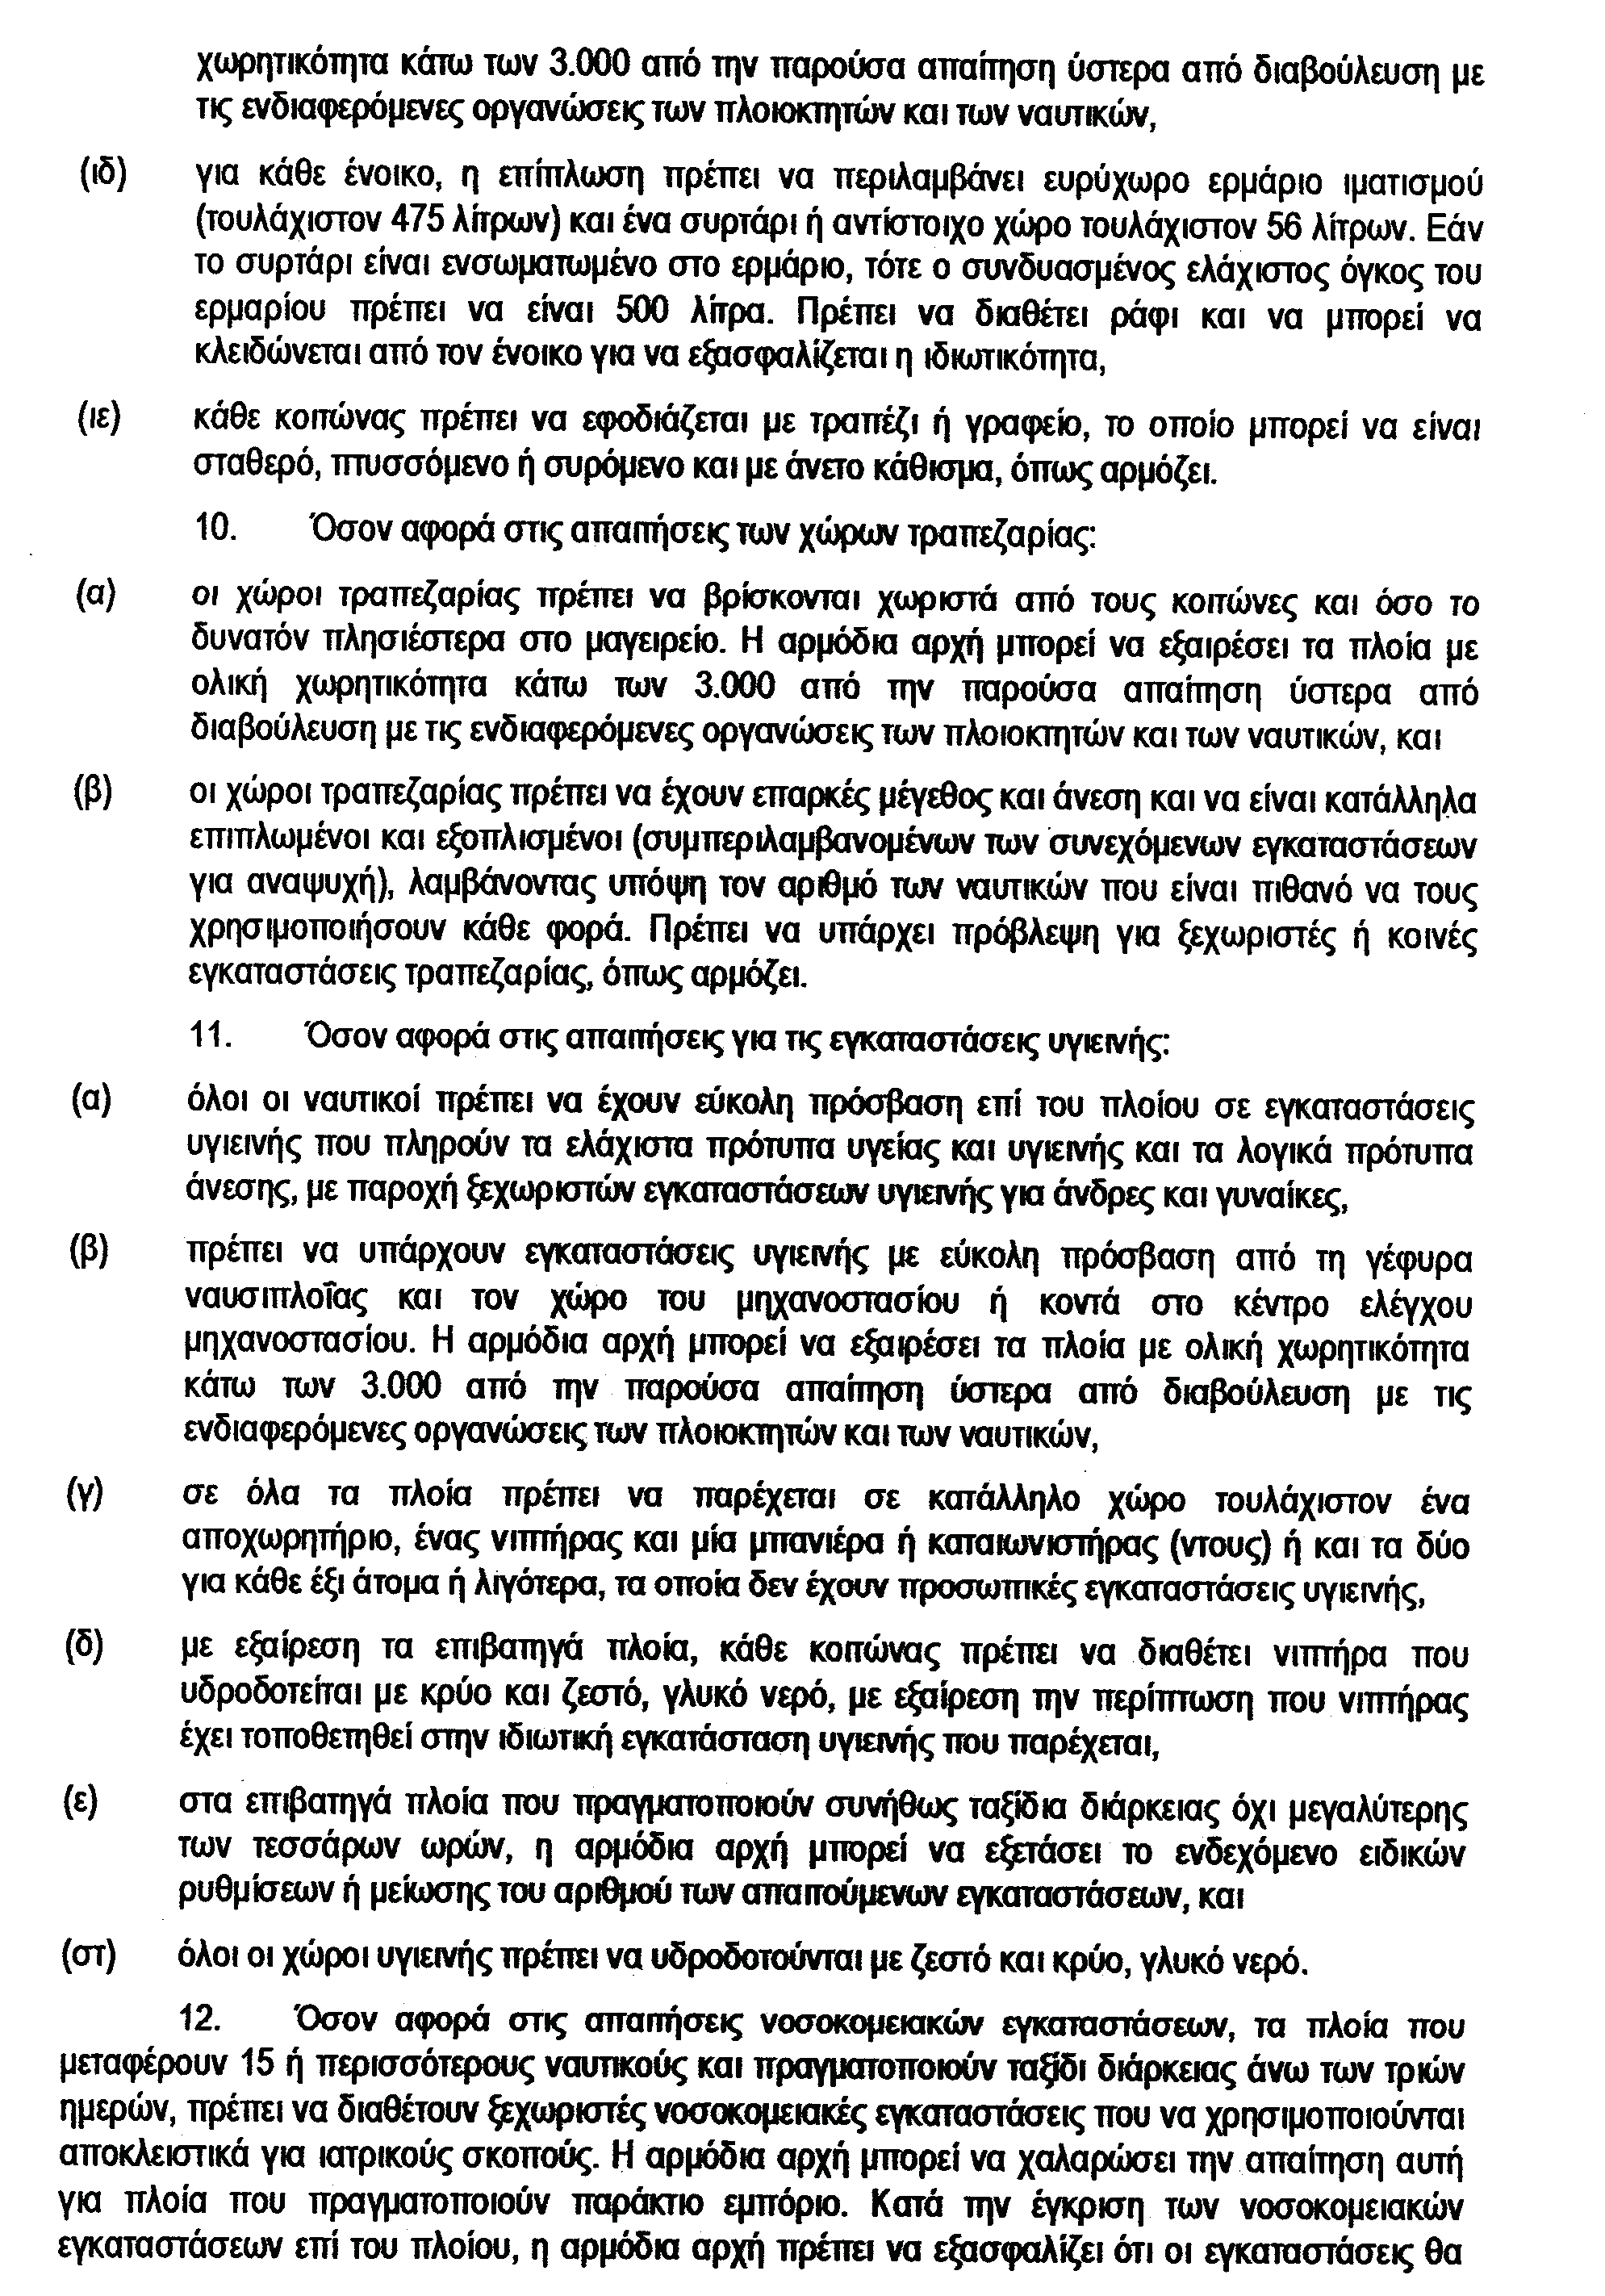 χωρητικότητα κάτω των 3.000 από την παρούσα απαίτηση ύστερα από διαβούλευση με
τις ενδιαφερόμενες οργανώσεις των πλοιοκτητών και των ναυτικών,
(ιδ) για κάθε ένοικο, η επίπλωση πρέπει να περιλαμβάνει ευρύχωρο ερμάριο ιματισμού
(τουλάχιστον 475 λίτρων) και ένα συρτάρι ή αντίστοιχο χώρο τουλάχιστον 56 λίτρων. Εάν
το συρτάρι είναι ενσωματωμένο στο ερμάριο, τότε ο συνδυασμένος ελάχιστος όγκος του
ερμαρίου πρέπει να είναι 500 λίτρα. Πρέπει να διαθέτει ράφι και να μπορεί να
κλειδώνεται από τον ένοικο για να εξασφαλίζεται η ιδιωτικότητα,
(ιε) κάθε κοιτώνας πρέπει να εφοδιάζεται με τραπέζι ή γραφείο, το οποίο μπορεί να είναι
σταθερό, πτυσσόμενο ή συρόμενο και με άνετο κάθισμα, όπως αρμόζει.
10. Όσον αφορά στις απαιτήσεις των χώρων τραπεζαρίας:
(α) οι χώροι τραπεζαρίας πρέπει να βρίσκονται χωριστά από τους κοιτώνες και όσο το
δυνατόν πλησιέστερα στο μαγειρείο. Η αρμόδια αρχή μπορεί να εξαιρέσει τα πλοία με
ολική χωρητικότητα κάτω των 3.000 από την παρούσα απαίτηση ύστερα από
διαβούλευση με τις ενδιαφερόμενες οργανώσεις των πλοιοκτητών και των ναυτικών, και
(β) οι χώροι τραπεζαρίας πρέπει να έχουν επαρκές μέγεθος και άνεση και να είναι κατάλληλα
επιπλωμένοι και εξοπλισμένοι (συμπεριλαμβανομένων των συνεχόμενων εγκαταστάσεων
για αναψυχή), λαμβάνοντας υπόψη τον αριθμό των ναυτικών που είναι πιθανό να τους
χρησιμοποιήσουν κάθε φορά. Πρέπει να υπάρχει πρόβλεψη για ξεχωριστές ή κοινές
εγκαταστάσεις τραπεζαρίας, όπως αρμόζει.
11. Όσον αφορά στις απαιτήσεις για τις εγκαταστάσεις υγιεινής:
(α) όλοι οι ναυτικοί πρέπει να έχουν εύκολη πρόσβαση επί του πλοίου σε εγκαταστάσεις
υγιεινής που πληρούν τα ελάχιστα πρότυπα υγείας και υγιεινής και τα λογικά πρότυπα
άνεσης, με παροχή ξεχωριστών εγκαταστάσεων υγιεινής για άνδρες και γυναίκες,
(β) πρέπει να υπάρχουν εγκαταστάσεις υγιεινής με εύκολη πρόσβαση από τη γέφυρα
ναυσιπλοΐας και τον χώρο του μηχανοστασίου ή κοντά στο κέντρο ελέγχου
μηχανοστασίου. Η αρμόδια αρχή μπορεί να εξαιρέσει τα πλοία με ολική χωρητικότητα
κάτω των 3.000 από την παρούσα απαίτηση ύστερα από διαβούλευση με τις
ενδιαφερόμενες οργανώσεις των πλοιοκτητών και των ναυτικών,
(γ) σε όλα τα πλοία πρέπει να παρέχεται σε κατάλληλο χώρο τουλάχιστον ένα
αποχωρητήριο, ένας νιπτήρας και μία μπανιέρα ή καταιωνιστήρας (ντους) ή και τα δύο
για κάθε έξι άτομα ή λιγότερα, τα οποία δεν έχουν προσωπικές εγκαταστάσεις υγιεινής,
(δ) με εξαίρεση τα επιβατηγά πλοία, κάθε κοιτώνας πρέπει να διαθέτει νιπτήρα που
υδροδοτείται με κρύο και ζεστό, γλυκό νερό, με εξαίρεση την περίπτωση που νιπτήρας
έχει τοποθετηθεί στην ιδιωτική εγκατάσταση υγιεινής που παρέχεται,
(ε) στα επιβατηγά πλοία που πραγματοποιούν συνήθως ταξίδια διάρκειας όχι μεγαλύτερης
των τεσσάρων ωρών, η αρμόδια αρχή μπορεί να εξετάσει το ενδεχόμενο ειδικών
ρυθμίσεων ή μείωσης του αριθμού των απαιτούμενων εγκαταστάσεων, και
(στ) όλοι οι χώροι υγιεινής πρέπει να υδροδοτούνται με ζεστό και κρύο, γλυκό νερό.
12. Όσον αφορά στις απαιτήσεις νοσοκομειακών εγκαταστάσεων, τα πλοία που
μεταφέρουν 15 ή περισσότερους ναυτικούς και πραγματοποιούν ταξίδι διάρκειας άνω των τριών
ημερών, πρέπει να διαθέτουν ξεχωριστές νοσοκομειακές εγκαταστάσεις που να χρησιμοποιούνται
αποκλειστικά για ιατρικούς σκοπούς. Η αρμόδια αρχή μπορεί να χαλαρώσει την απαίτηση αυτή
για πλοία που πραγματοποιούν παράκτιο εμπόριο. Κατά την έγκριση των νοσοκομειακών
εγκαταστάσεων επί του πλοίου, η αρμόδια αρχή πρέπει να εξασφαλίζει ότι οι εγκαταστάσεις θα